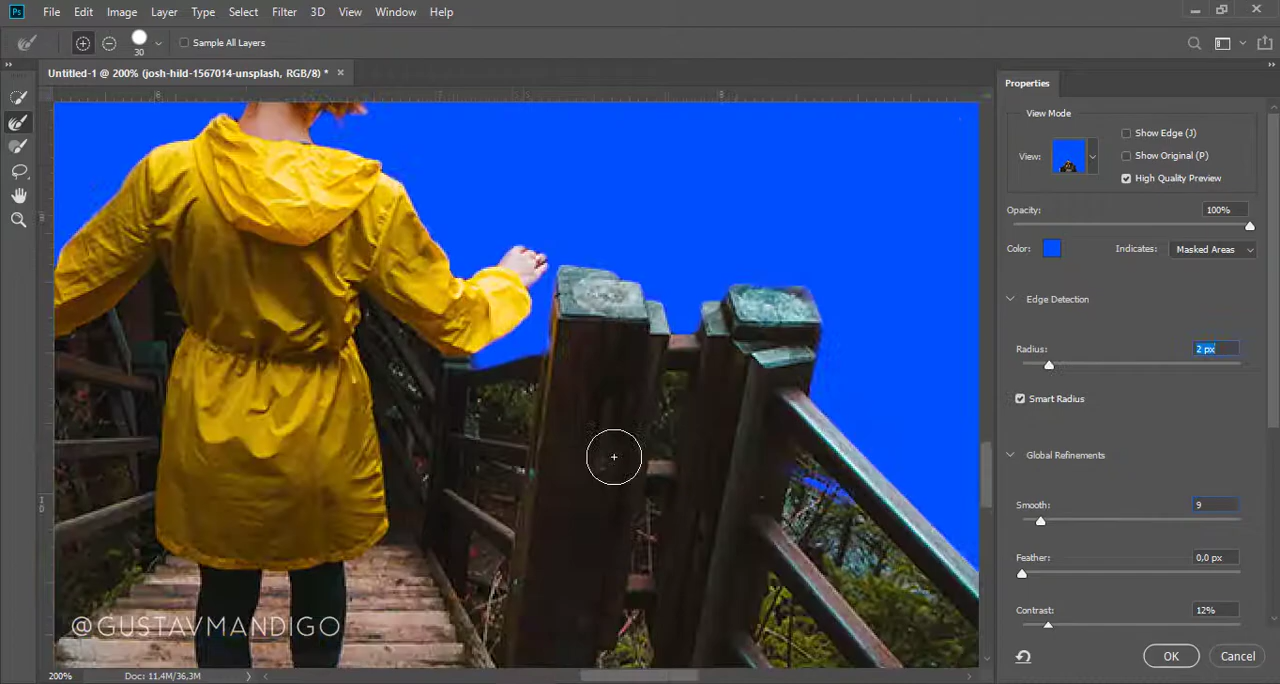 Ps File Edit Image Layer Type Select Filter 3D View Window Help
30 Sample All Layers
Untitled-1 @ 200% (josh-hild-1567014-unsplash, RGB/8) *
Properties
View Mode
View:
Show Edge (J)
Show Original (P)
High Quality Preview
Opacity: 100%
Color: Indicates: Masked Areas
Edge Detection
Radius: 2 px
Smart Radius
Global Refinements
Smooth: 9
Feather: 0,0 px
Contrast: 12%
OK Cancel
@GUSTAVMANDIGO
200% Doc: 11,4M/36,3M